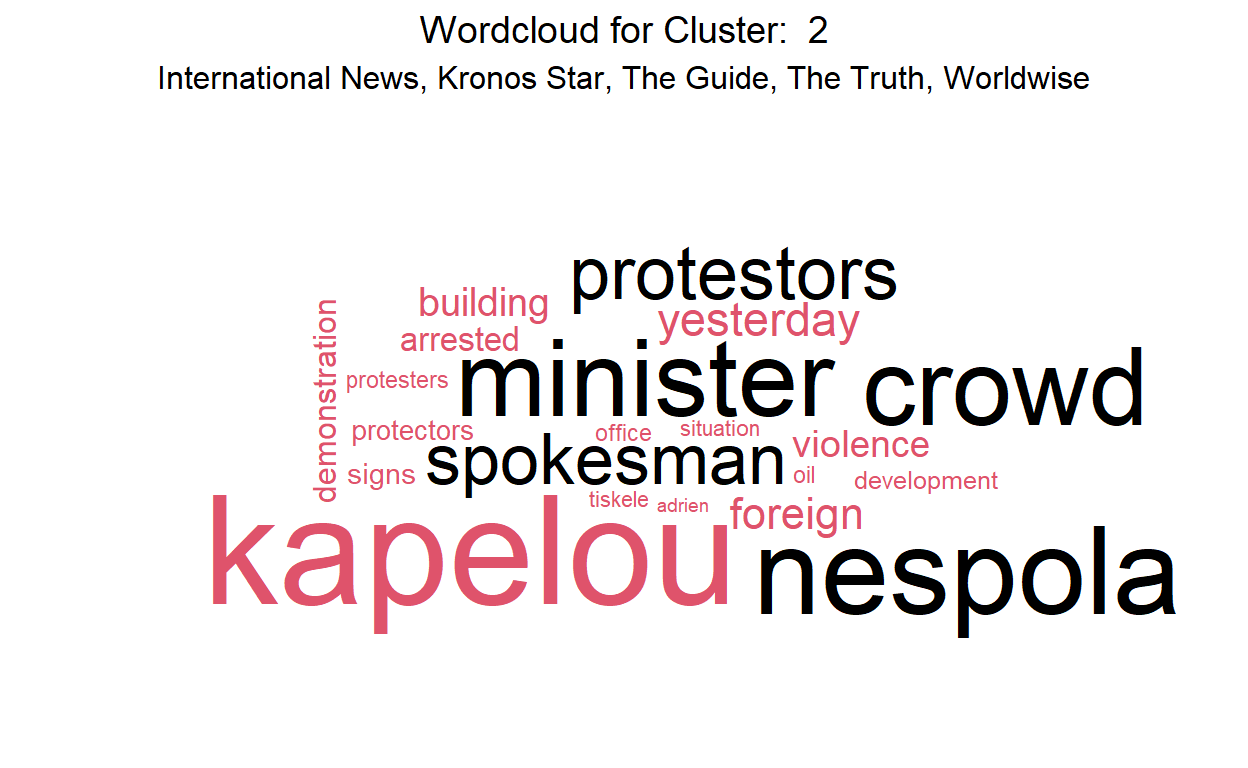 Wordcloud for Cluster:  2
International News, Kronos Star, The Guide, The Truth, Worldwise
protestors
building
yesterday
demonstration
arrested
minister
crowd
protesters
protectors
office
situation
violence
spokesman
signs
oil
development
tiskele
adrien
foreign
kapelou
nespola